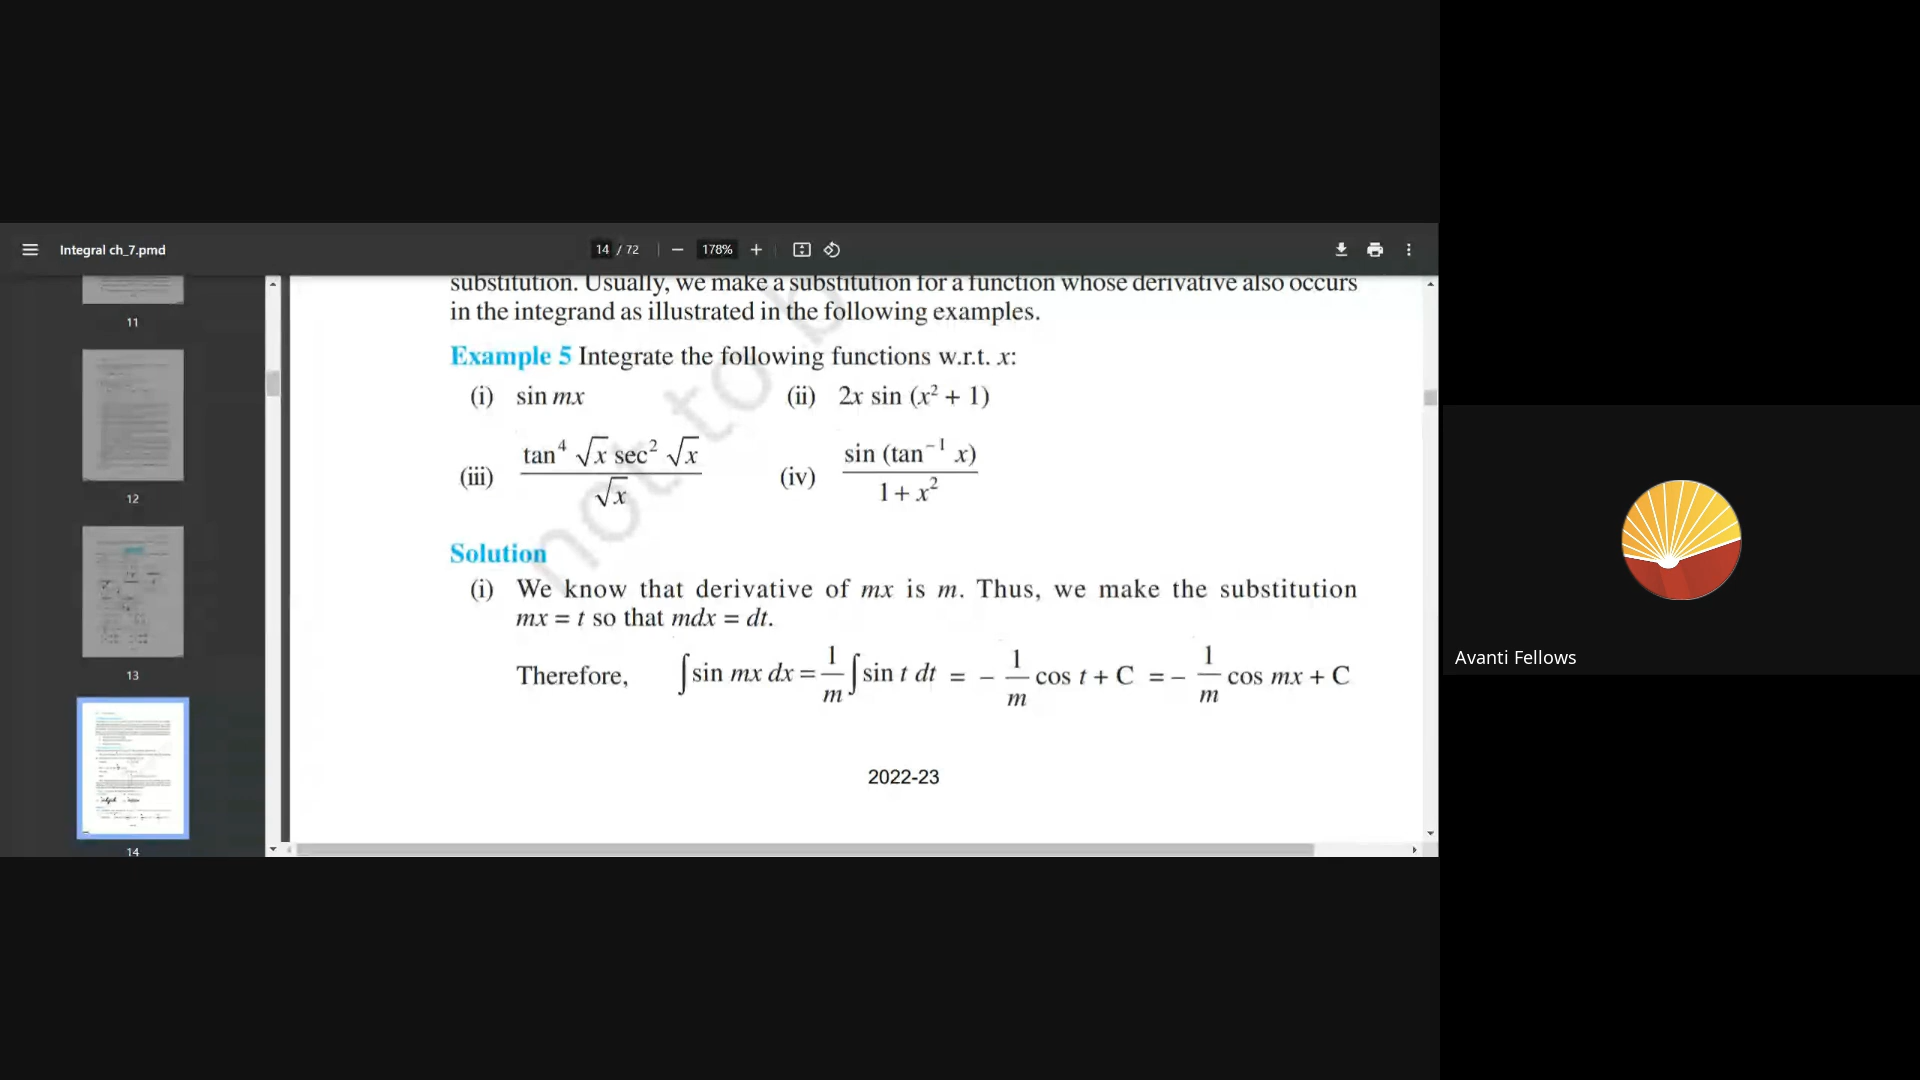 Integral ch_7.pmd
14 / 72
178%
11
12
13
14
substitution. Usually, we make a substitution for a function whose derivative also occurs
in the integrand as illustrated in the following examples.
Example 5 Integrate the following functions w.r.t. x:
(i) sin mx (ii) 2x sin (x² + 1)
(iii) tan⁴ √x sec² √x / √x (iv) sin (tan⁻¹ x) / 1 + x²
Solution
(i) We know that derivative of mx is m. Thus, we make the substitution
mx = t so that mdx = dt.
Therefore, ∫ sin mx dx = 1/m ∫ sin t dt = – 1/m cos t + C = – 1/m cos mx + C
2022-23
not to b
Avanti Fellows